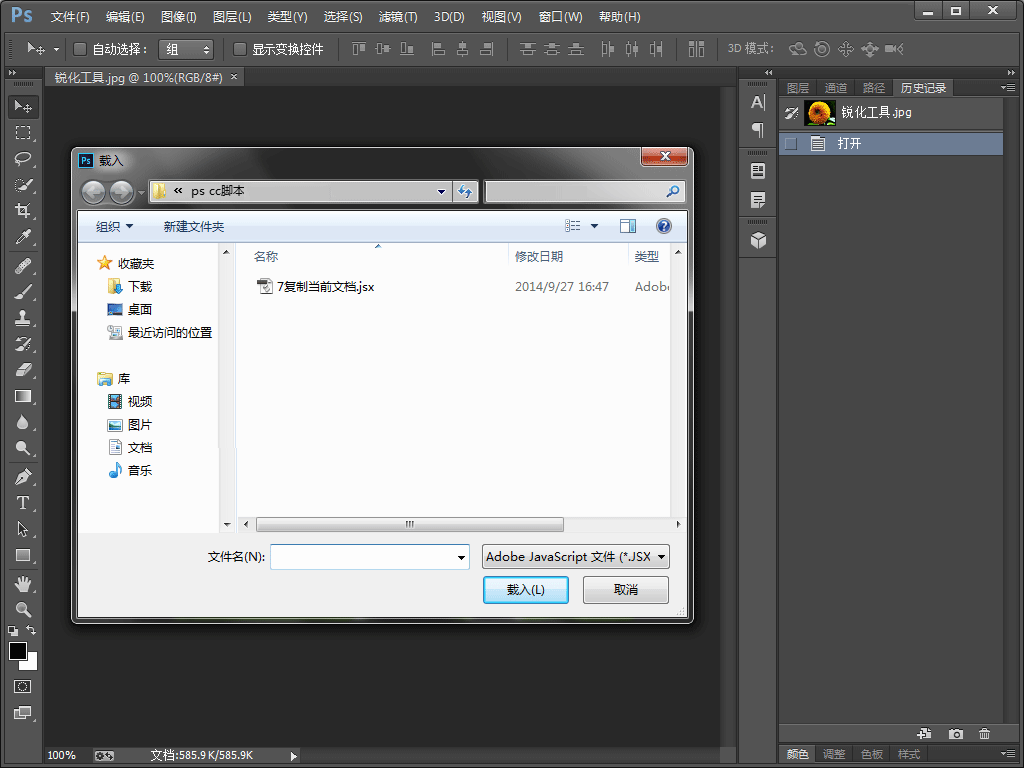 Ps 文件(F) 编辑(E) 图像(I) 图层(L) 类型(Y) 选择(S) 滤镜(T) 3D(D) 视图(V) 窗口(W) 帮助(H)
自动选择： 组 显示变换控件 3D 模式：
锐化工具.jpg @ 100%(RGB/8#) ×
图层 通道 路径 历史记录
锐化工具.jpg
打开
Ps 载入
« ps cc脚本
组织 新建文件夹
名称 修改日期 类型
收藏夹
下载
桌面
最近访问的位置
库
视频
图片
文档
音乐
7复制当前文档.jsx 2014/9/27 16:47 Adob
文件名(N): Adobe JavaScript 文件 (*.JSX
载入(L) 取消
100% 文档:585.9 K/585.9K
颜色 调整 色板 样式